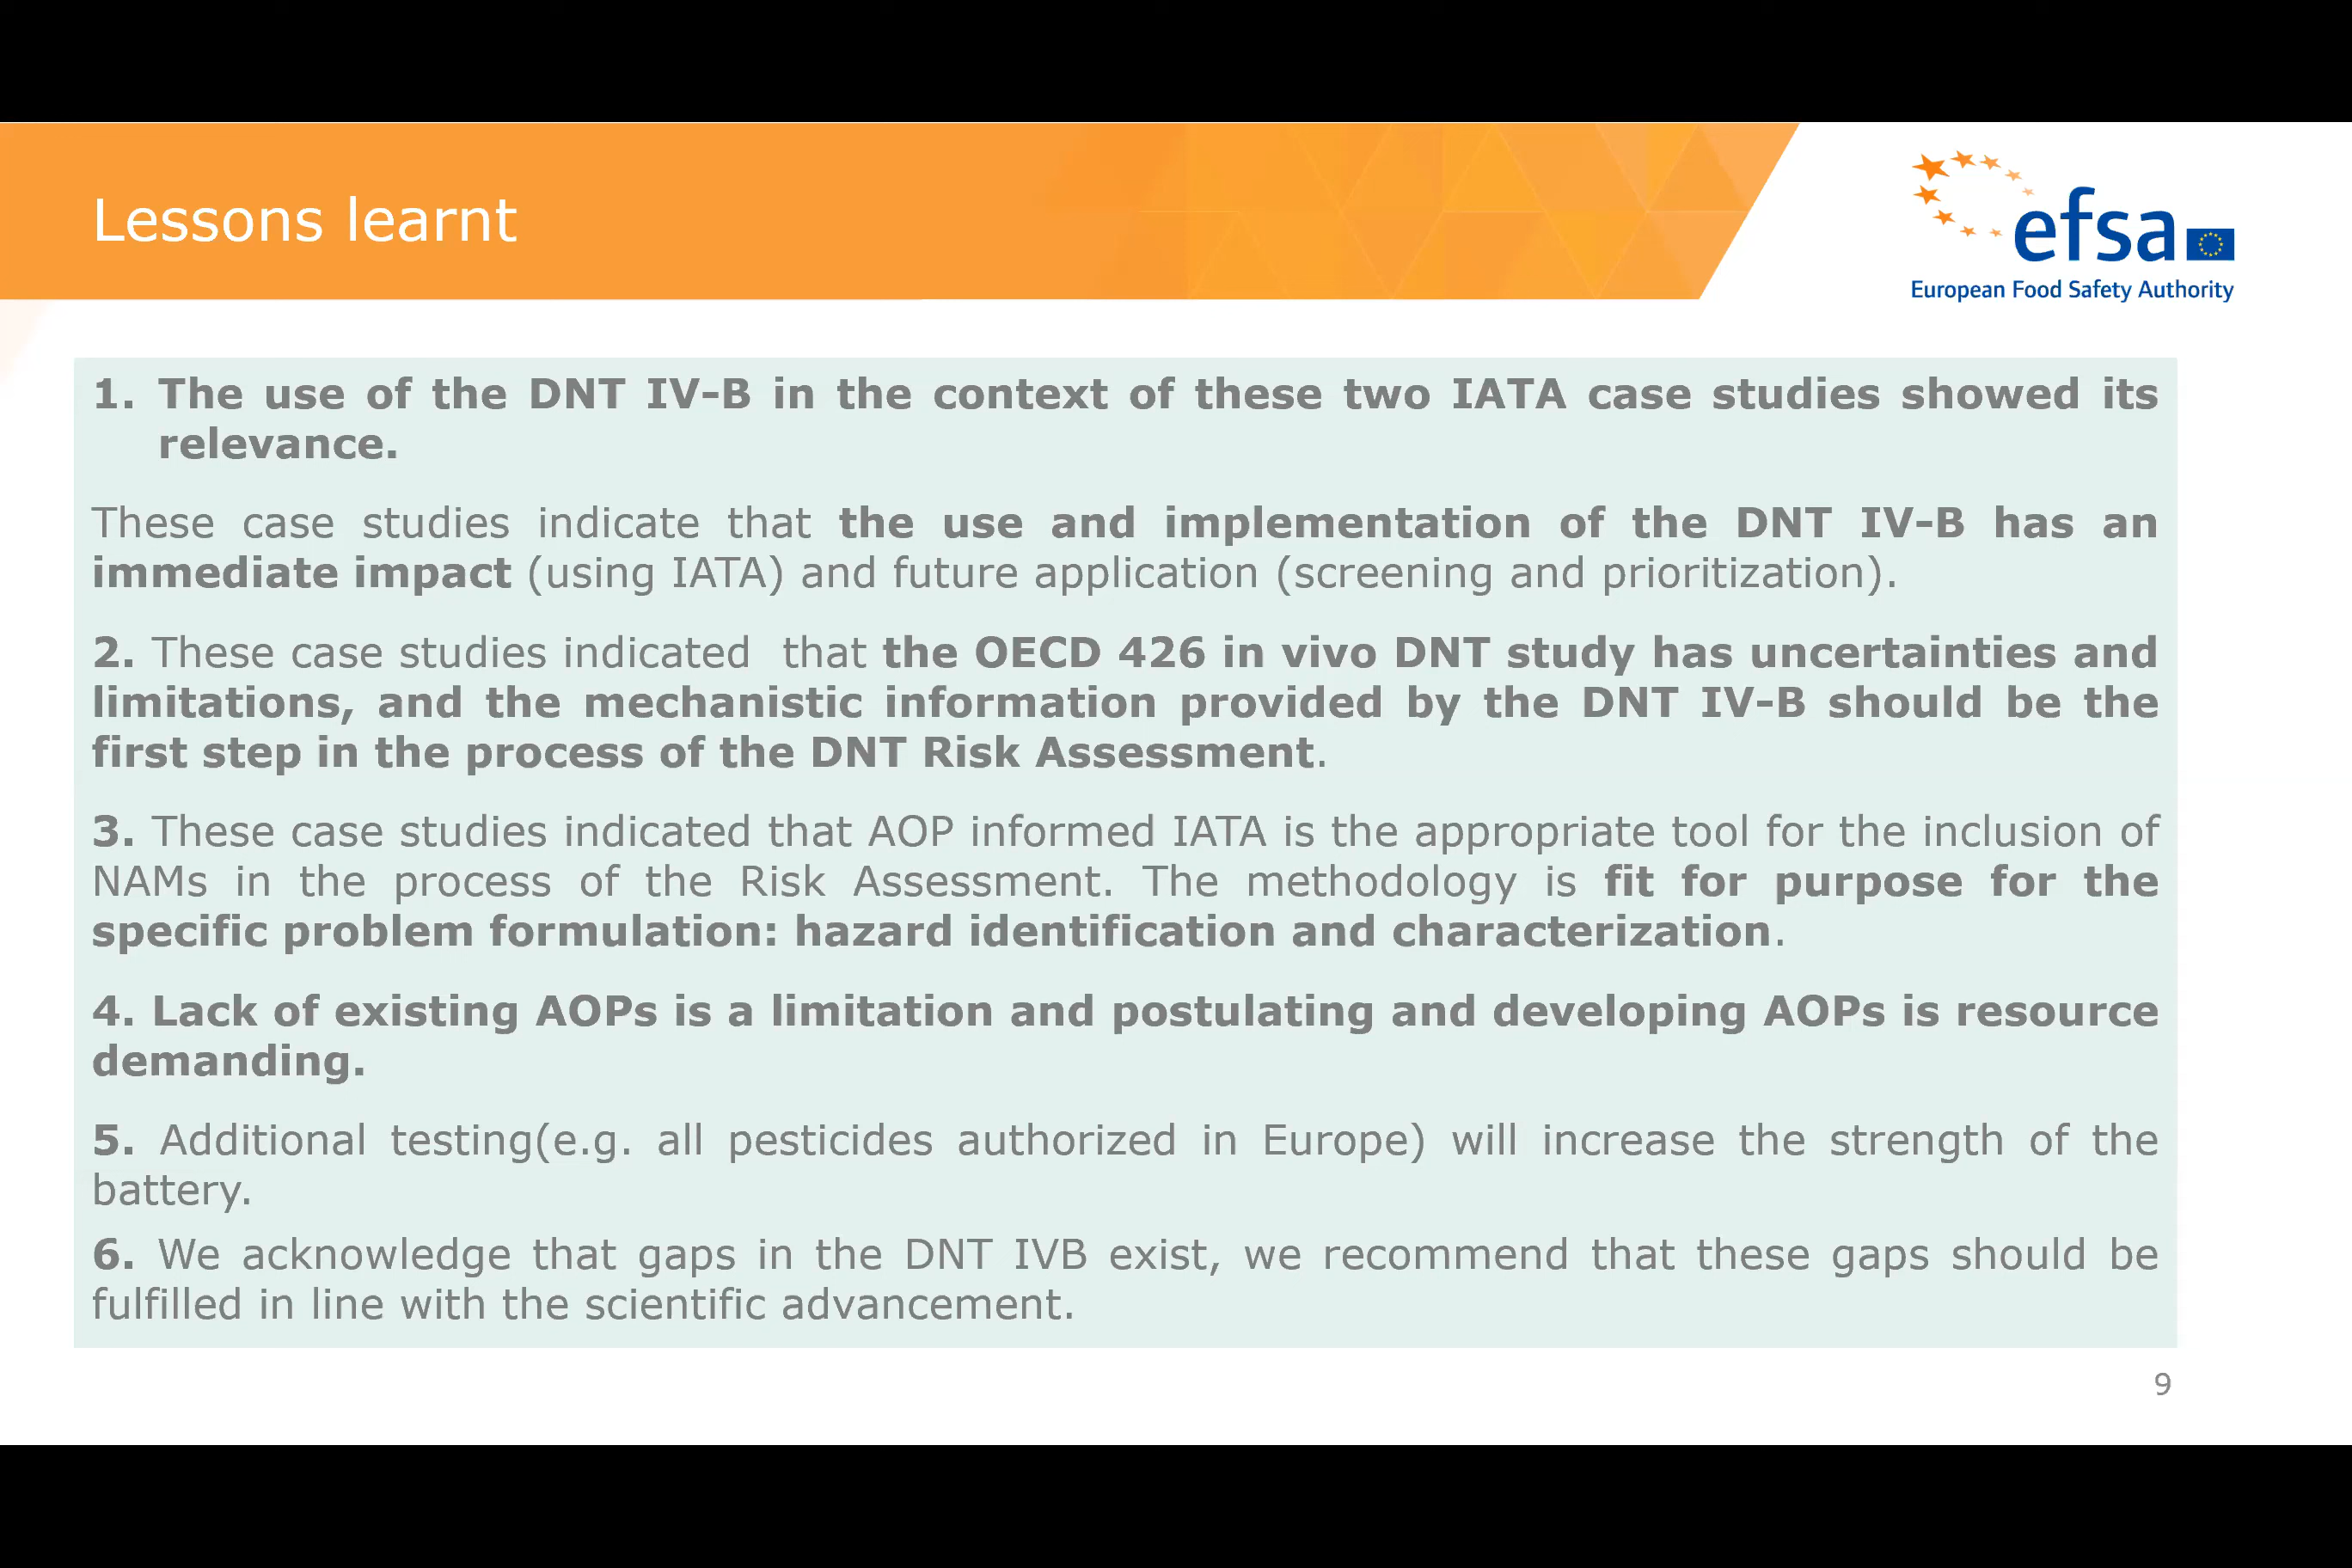 Lessons learnt
efsa
European Food Safety Authority
1. The use of the DNT IV-B in the context of these two IATA case studies showed its
relevance.
These case studies indicate that the use and implementation of the DNT IV-B has an
immediate impact (using IATA) and future application (screening and prioritization).
2. These case studies indicated that the OECD 426 in vivo DNT study has uncertainties and
limitations, and the mechanistic information provided by the DNT IV-B should be the
first step in the process of the DNT Risk Assessment.
3. These case studies indicated that AOP informed IATA is the appropriate tool for the inclusion of
NAMs in the process of the Risk Assessment. The methodology is fit for purpose for the
specific problem formulation: hazard identification and characterization.
4. Lack of existing AOPs is a limitation and postulating and developing AOPs is resource
demanding.
5. Additional testing(e.g. all pesticides authorized in Europe) will increase the strength of the
battery.
6. We acknowledge that gaps in the DNT IVB exist, we recommend that these gaps should be
fulfilled in line with the scientific advancement.
9